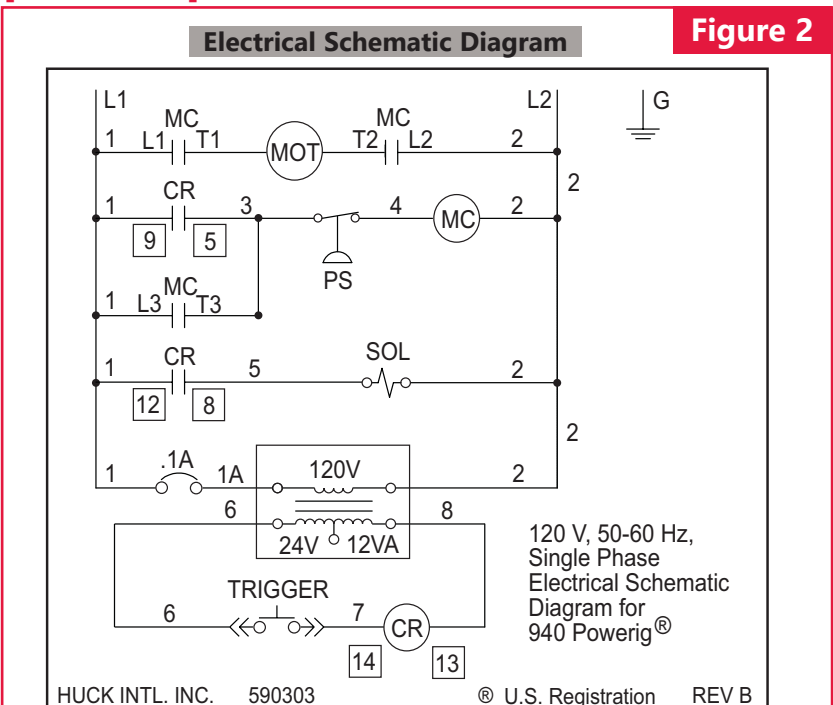 Figure 2
Electrical Schematic Diagram
L1 L2 G
MC MC
1 L1 T1 MOT T2 L2 2
2
CR
1 3 4 MC 2
9 5
PS
MC
1 L3 T3
CR SOL
1 5 2
12 8
2
.1A 120V
1 1A 2
6 8
24V 12VA
120 V, 50-60 Hz,
Single Phase
Electrical Schematic
Diagram for
940 Powerig®
TRIGGER
6 7 CR
14 13
HUCK INTL. INC. 590303 ® U.S. Registration REV B